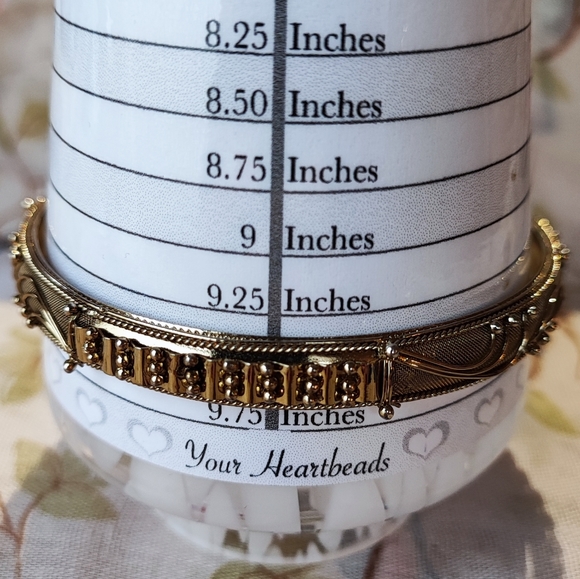 8.25 Inches
8.50 Inches
8.75 Inches
9 Inches
9.25 Inches
9.75 Inches
Your Heartbeads